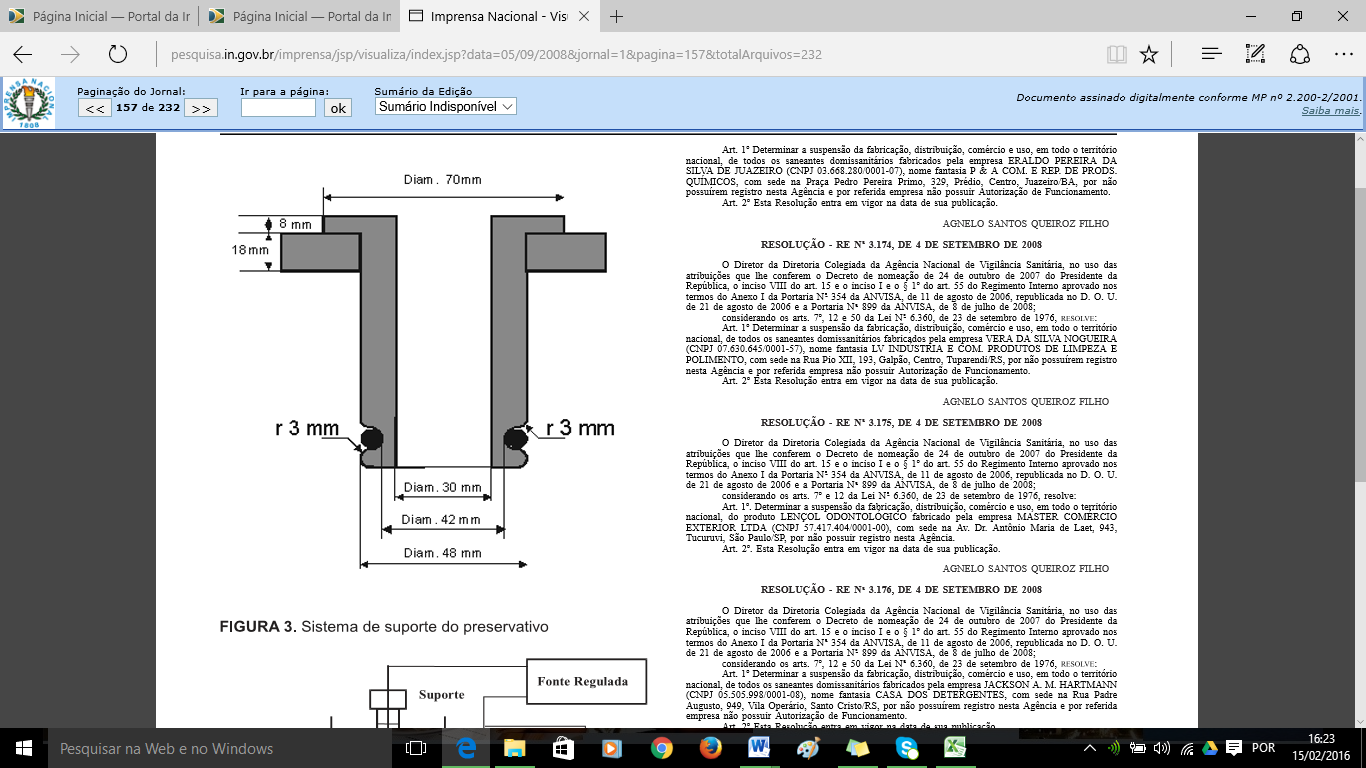 Página Inicial — Portal da Ir
Página Inicial — Portal da Ir
Imprensa Nacional - Visu
pesquisa.in.gov.br/imprensa/jsp/visualiza/index.jsp?data=05/09/2008&jornal=1&pagina=157&totalArquivos=232
IMPRENSA NACIONAL
1808
Paginação do Jornal:
<< 157 de 232 >>
Ir para a página:
ok
Sumário da Edição
Sumário Indisponível
Documento assinado digitalmente conforme MP nº 2.200-2/2001.
Saiba mais.
Diam. 70mm
8 mm
18mm
r 3 mm
r 3 mm
Diam. 30 mm
Diam. 42 mm
Diam. 48 mm
FIGURA 3. Sistema de suporte do preservativo
Suporte
Fonte Regulada
Art. 1º Determinar a suspensão da fabricação, distribuição, comércio e uso, em todo o território
nacional, de todos os saneantes domissanitários fabricados pela empresa ERALDO PEREIRA DA
SILVA DE JUAZEIRO (CNPJ 03.668.280/0001-07), nome fantasia P & A COM. E REP. DE PRODS.
QUÍMICOS, com sede na Praça Pedro Pereira Primo, 329, Prédio, Centro, Juazeiro/BA, por não
possuírem registro nesta Agência e por referida empresa não possuir Autorização de Funcionamento.
Art. 2º Esta Resolução entra em vigor na data de sua publicação.
AGNELO SANTOS QUEIROZ FILHO
RESOLUÇÃO - RE Nº 3.174, DE 4 DE SETEMBRO DE 2008
O Diretor da Diretoria Colegiada da Agência Nacional de Vigilância Sanitária, no uso das
atribuições que lhe conferem o Decreto de nomeação de 24 de outubro de 2007 do Presidente da
República, o inciso VIII do art. 15 e o inciso I e o § 1º do art. 55 do Regimento Interno aprovado nos
termos do Anexo I da Portaria Nº 354 da ANVISA, de 11 de agosto de 2006, republicada no D. O. U.
de 21 de agosto de 2006 e a Portaria Nº 899 da ANVISA, de 8 de julho de 2008;
considerando os arts. 7º, 12 e 50 da Lei Nº 6.360, de 23 de setembro de 1976, RESOLVE:
Art. 1º Determinar a suspensão da fabricação, distribuição, comércio e uso, em todo o território
nacional, de todos os saneantes domissanitários fabricados pela empresa VERA DA SILVA NOGUEIRA
(CNPJ 07.630.645/0001-57), nome fantasia LV INDUSTRIA E COM. PRODUTOS DE LIMPEZA E
POLIMENTO, com sede na Rua Pio XII, 193, Galpão, Centro, Tuparendi/RS, por não possuírem registro
nesta Agência e por referida empresa não possuir Autorização de Funcionamento.
Art. 2º Esta Resolução entra em vigor na data de sua publicação.
AGNELO SANTOS QUEIROZ FILHO
RESOLUÇÃO - RE Nº 3.175, DE 4 DE SETEMBRO DE 2008
O Diretor da Diretoria Colegiada da Agência Nacional de Vigilância Sanitária, no uso das
atribuições que lhe conferem o Decreto de nomeação de 24 de outubro de 2007 do Presidente da
República, o inciso VIII do art. 15 e o inciso I e o § 1º do art. 55 do Regimento Interno aprovado nos
termos do Anexo I da Portaria Nº 354 da ANVISA, de 11 de agosto de 2006, republicada no D. O. U.
de 21 de agosto de 2006 e a Portaria Nº 899 da ANVISA, de 8 de julho de 2008;
considerando os arts. 7º e 12 da Lei Nº 6.360, de 23 de setembro de 1976, resolve:
Art. 1º. Determinar a suspensão da fabricação, distribuição, comércio e uso, em todo o território
nacional, do produto LENÇOL ODONTOLÓGICO fabricado pela empresa MASTER COMERCIO
EXTERIOR LTDA (CNPJ 57.417.404/0001-00), com sede na Av. Dr. Antônio Maria de Laet, 943,
Tucuruvi, São Paulo/SP, por não possuir registro nesta Agência.
Art. 2º. Esta Resolução entra em vigor na data de sua publicação.
AGNELO SANTOS QUEIROZ FILHO
RESOLUÇÃO - RE Nº 3.176, DE 4 DE SETEMBRO DE 2008
O Diretor da Diretoria Colegiada da Agência Nacional de Vigilância Sanitária, no uso das
atribuições que lhe conferem o Decreto de nomeação de 24 de outubro de 2007 do Presidente da
República, o inciso VIII do art. 15 e o inciso I e o § 1º do art. 55 do Regimento Interno aprovado nos
termos do Anexo I da Portaria Nº 354 da ANVISA, de 11 de agosto de 2006, republicada no D. O. U.
de 21 de agosto de 2006 e a Portaria Nº 899 da ANVISA, de 8 de julho de 2008;
considerando os arts. 7º, 12 e 50 da Lei Nº 6.360, de 23 de setembro de 1976, RESOLVE:
Art. 1º Determinar a suspensão da fabricação, distribuição, comércio e uso, em todo o território
nacional, de todos os saneantes domissanitários fabricados pela empresa JACKSON A. M. HARTMANN
(CNPJ 05.505.998/0001-08), nome fantasia CASA DOS DETERGENTES, com sede na Rua Padre
Augusto, 949, Vila Operário, Santo Cristo/RS, por não possuírem registro nesta Agência e por referida
empresa não possuir Autorização de Funcionamento.
Art. 2º Esta Resolução entra em vigor na data de sua publicação.
Pesquisar na Web e no Windows
POR
16:23
15/02/2016